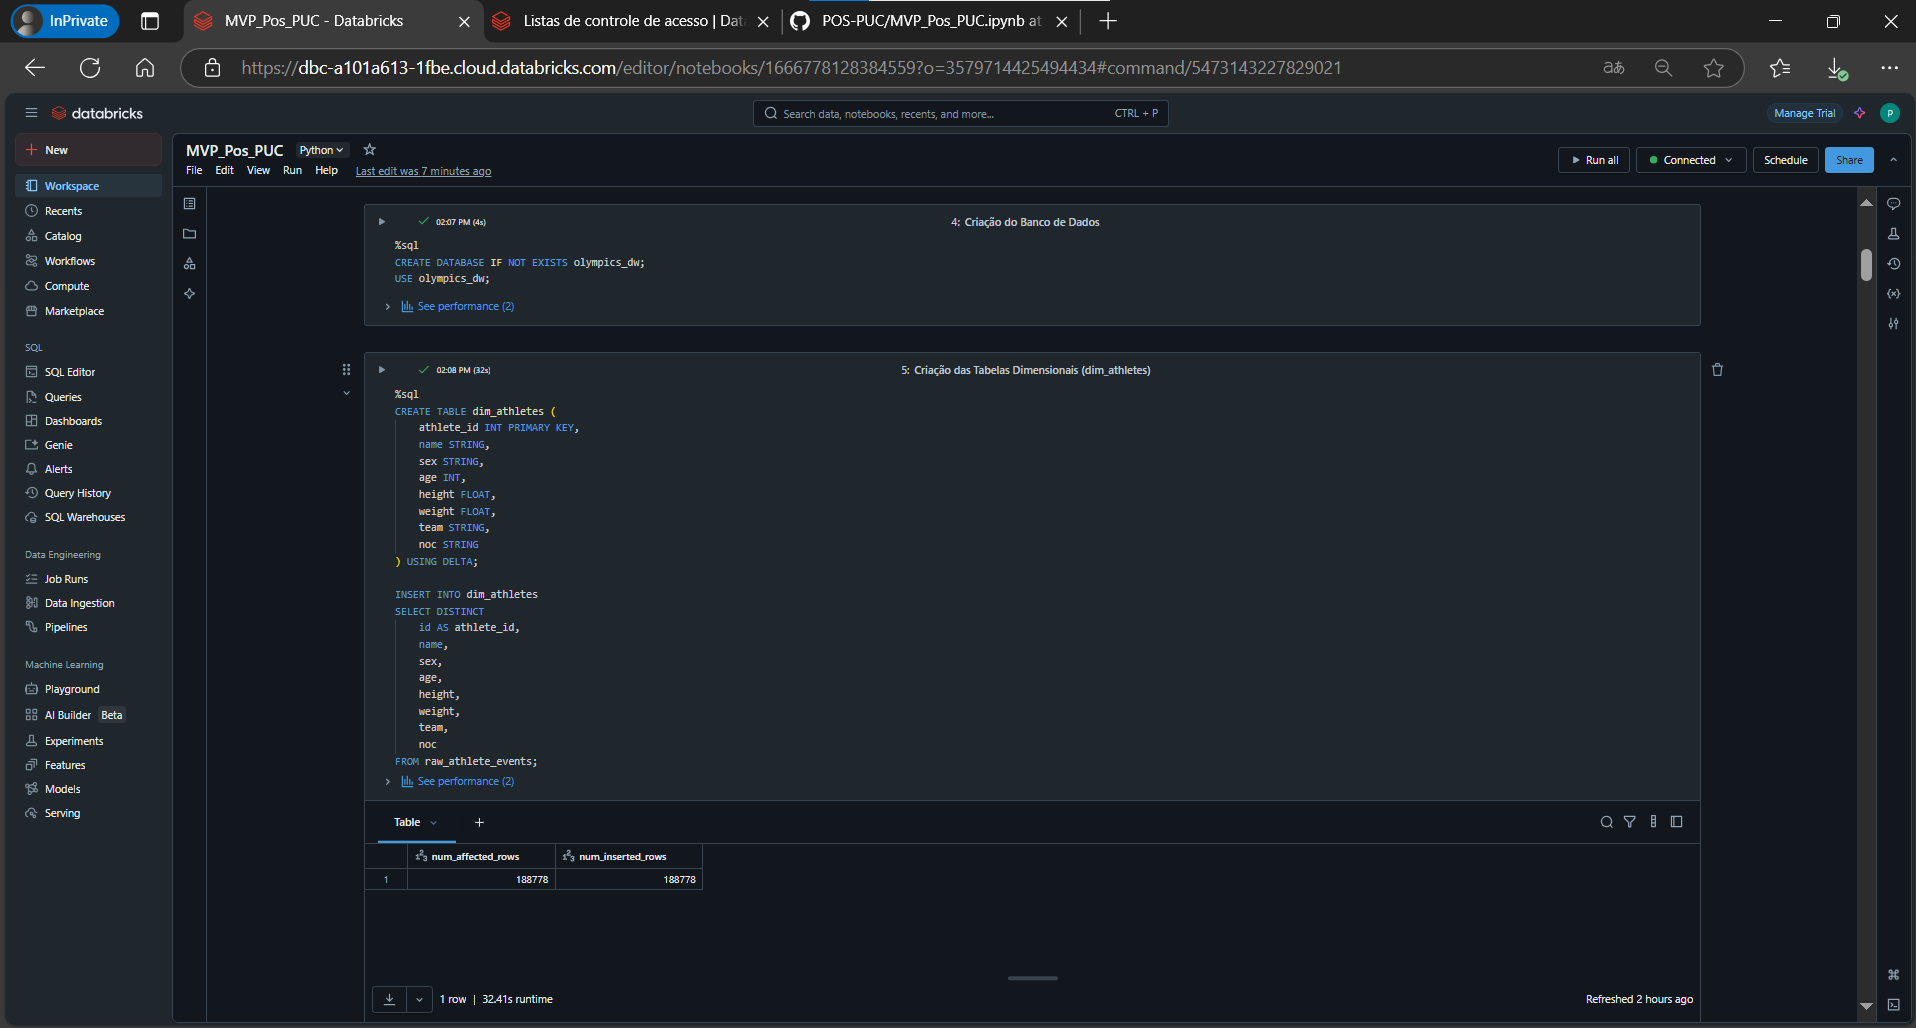 InPrivate
MVP_Pos_PUC - Databricks
Listas de controle de acesso | Dat
POS-PUC/MVP_Pos_PUC.ipynb at
https://dbc-a101a613-1fbe.cloud.databricks.com/editor/notebooks/1666778128384559?o=3579714425494434#command/5473143227829021
databricks
Search data, notebooks, recents, and more...
CTRL + P
Manage Trial
P
New
Workspace
Recents
Catalog
Workflows
Compute
Marketplace
SQL
SQL Editor
Queries
Dashboards
Genie
Alerts
Query History
SQL Warehouses
Data Engineering
Job Runs
Data Ingestion
Pipelines
Machine Learning
Playground
AI Builder Beta
Experiments
Features
Models
Serving
MVP_Pos_PUC Python
File Edit View Run Help Last edit was 7 minutes ago
Run all
Connected
Schedule
Share
02:07 PM (4s)
4: Criação do Banco de Dados
%sql
CREATE DATABASE IF NOT EXISTS olympics_dw;
USE olympics_dw;
See performance (2)
02:08 PM (32s)
5: Criação das Tabelas Dimensionais (dim_athletes)
%sql
CREATE TABLE dim_athletes (
athlete_id INT PRIMARY KEY,
name STRING,
sex STRING,
age INT,
height FLOAT,
weight FLOAT,
team STRING,
noc STRING
) USING DELTA;
INSERT INTO dim_athletes
SELECT DISTINCT
id AS athlete_id,
name,
sex,
age,
height,
weight,
team,
noc
FROM raw_athlete_events;
See performance (2)
Table
num_affected_rows num_inserted_rows
1 188778 188778
1 row | 32.41s runtime
Refreshed 2 hours ago